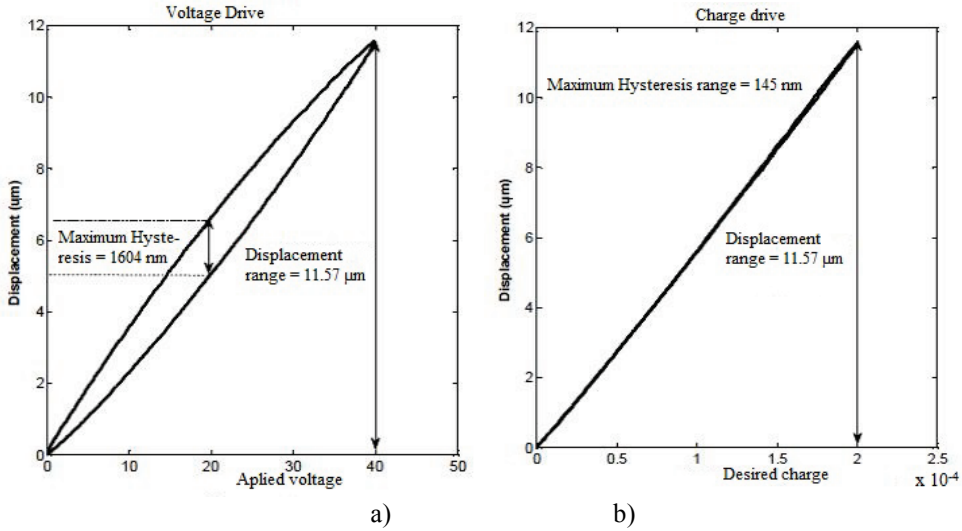 Voltage Drive
12
10
8
6
4
2
0
Displacement (µm)
Maximum Hyste-
resis = 1604 nm
Displacement
range = 11.57 µm
0 10 20 30 40 50
Aplied voltage
a)
Charge drive
12
10
8
6
4
2
0
Displacement (µm)
Maximum Hysteresis range = 145 nm
Displacement
range = 11.57 µm
0 0.5 1 1.5 2 2.5
Desired charge
x 10-4
b)